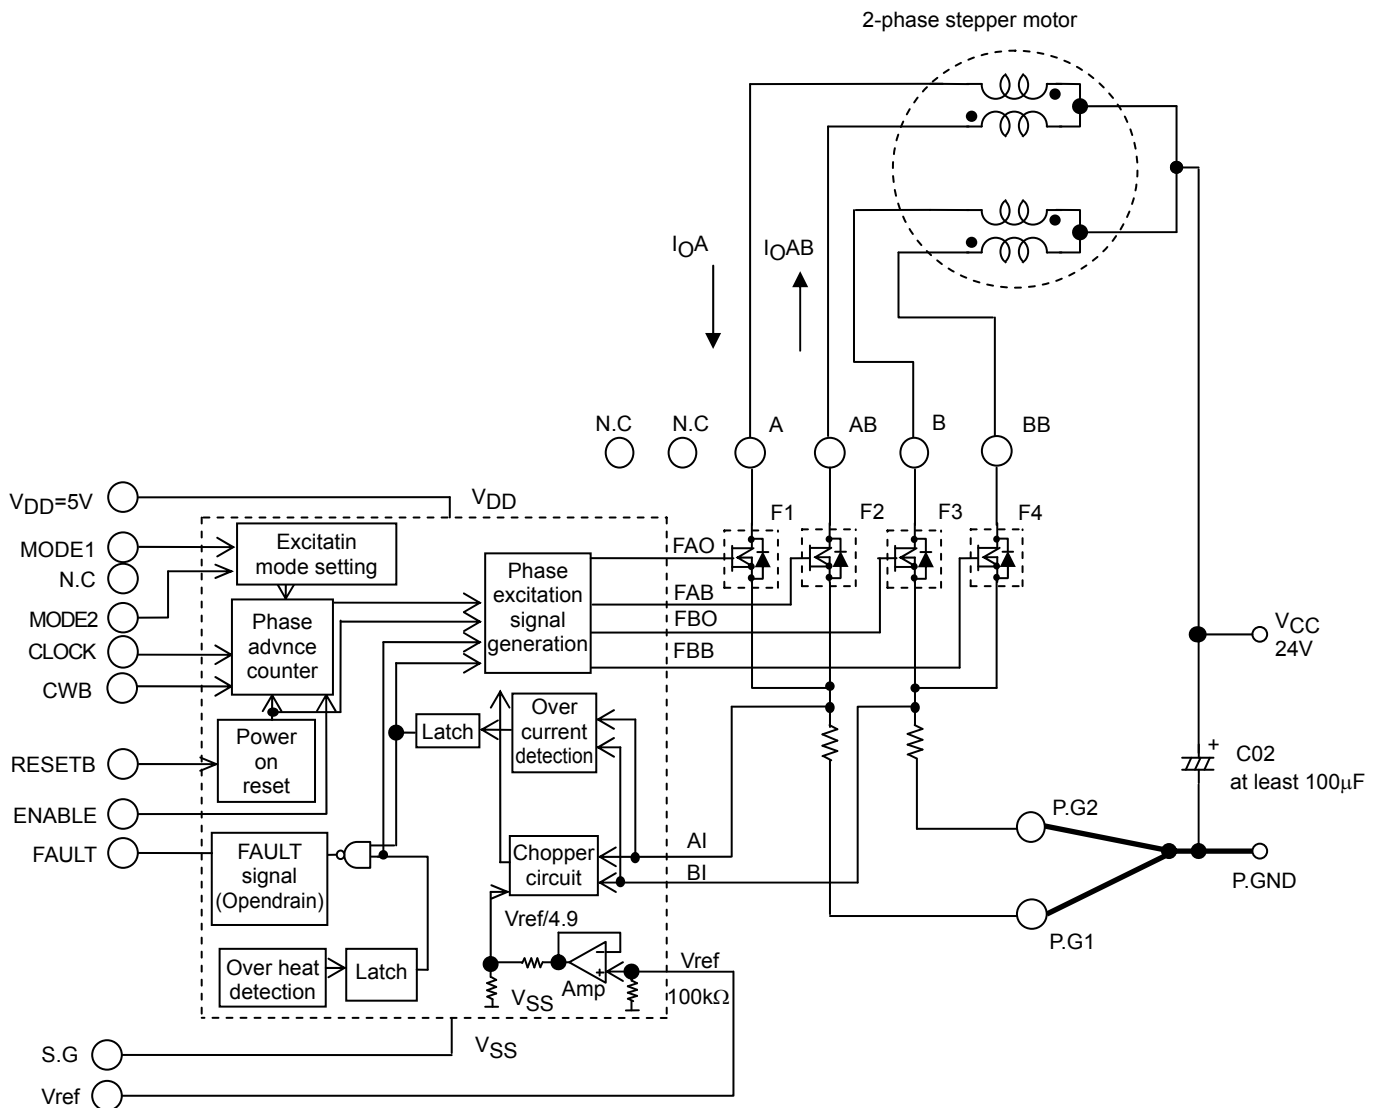 2-phase stepper motor
IOA
IOAB
N.C
N.C
A
AB
B
BB
VDD=5V
VDD
F1
F2
F3
F4
MODE1
N.C
MODE2
CLOCK
CWB
RESETB
ENABLE
FAULT
Excitatin
mode setting
Phase
advnce
counter
Power
on
reset
Phase
excitation
signal
generation
FAO
FAB
FBO
FBB
VCC
24V
Latch
Over
current
detection
+
C02
at least 100μF
FAULT
signal
(Opendrain)
Chopper
circuit
AI
BI
P.G2
P.GND
P.G1
Vref/4.9
Over heat
detection
Latch
VSS
Amp
-
+
Vref
100kΩ
S.G
VSS
Vref